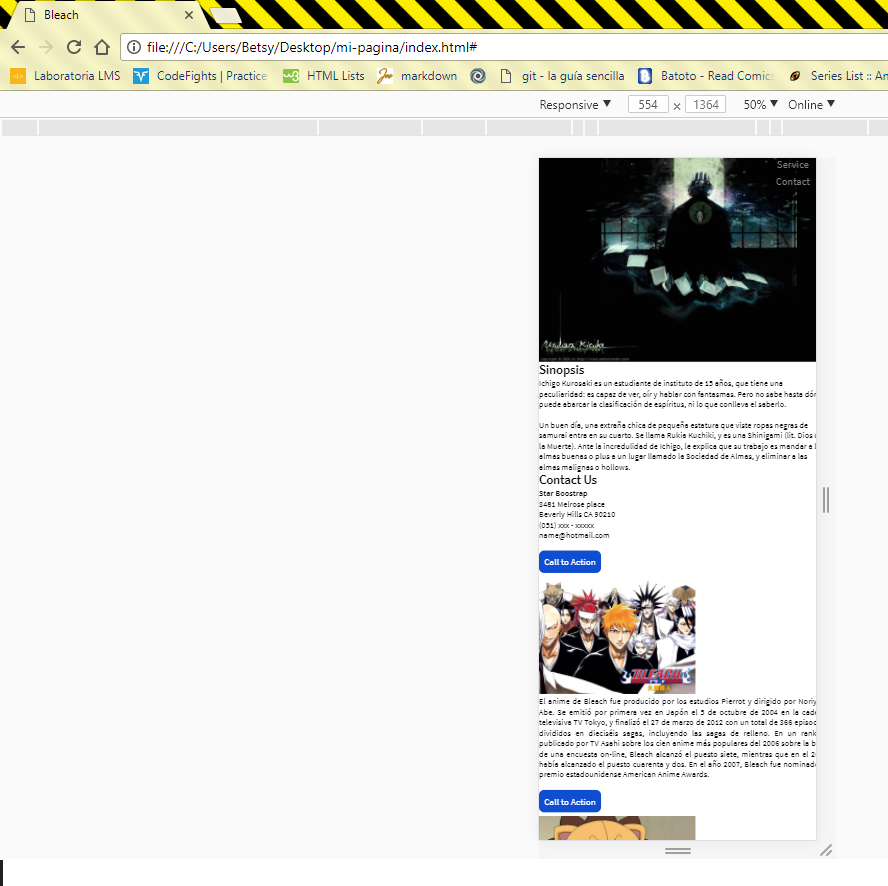 Bleach
file:///C:/Users/Betsy/Desktop/mi-pagina/index.html#
Laboratoria LMS CodeFights | Practice HTML Lists markdown git - la guía sencilla Batoto - Read Comics Series List :: An
Responsive 554 x 1364 50% Online
Service
Contact
Sinopsis
Ichigo Kurosaki es un estudiante de instituto de 15 años, que tiene una
peculiaridad: es capaz de ver, oír y hablar con fantasmas. Pero no sabe hasta dón
puede abarcar la clasificación de espíritus, ni lo que conlleva el saberlo.
Un buen día, una extraña chica de pequeña estatura que viste ropas negras de
samurai entra en su cuarto. Se llama Rukia Kuchiki, y es una Shinigami (lit. Dios
la Muerte). Ante la incredulidad de Ichigo, le explica que su trabajo es mandar a
almas buenas o plus a un lugar llamado la Sociedad de Almas, y eliminar a las
almas malignas o hollows.
Contact Us
Star Boostrap
3481 Melrose place
Beverly Hills CA 90210
(051) xxx - xxxxx
name@hotmail.com
Call to Action
BLEACH
El anime de Bleach fue producido por los estudios Pierrot y dirigido por Noriy
Abe. Se emitió por primera vez en Japón el 5 de octubre de 2004 en la cade
televisiva TV Tokyo, y finalizó el 27 de marzo de 2012 con un total de 366 episoc
divididos en dieciséis sagas, incluyendo las sagas de relleno. En un rank
publicado por TV Asahi sobre los cien anime más populares del 2006 sobre la b
de una encuesta on-line, Bleach alcanzó el puesto siete, mientras que en el 2
había alcanzado el puesto cuarenta y dos. En el año 2007, Bleach fue nominad
premio estadounidense American Anime Awards.
Call to Action